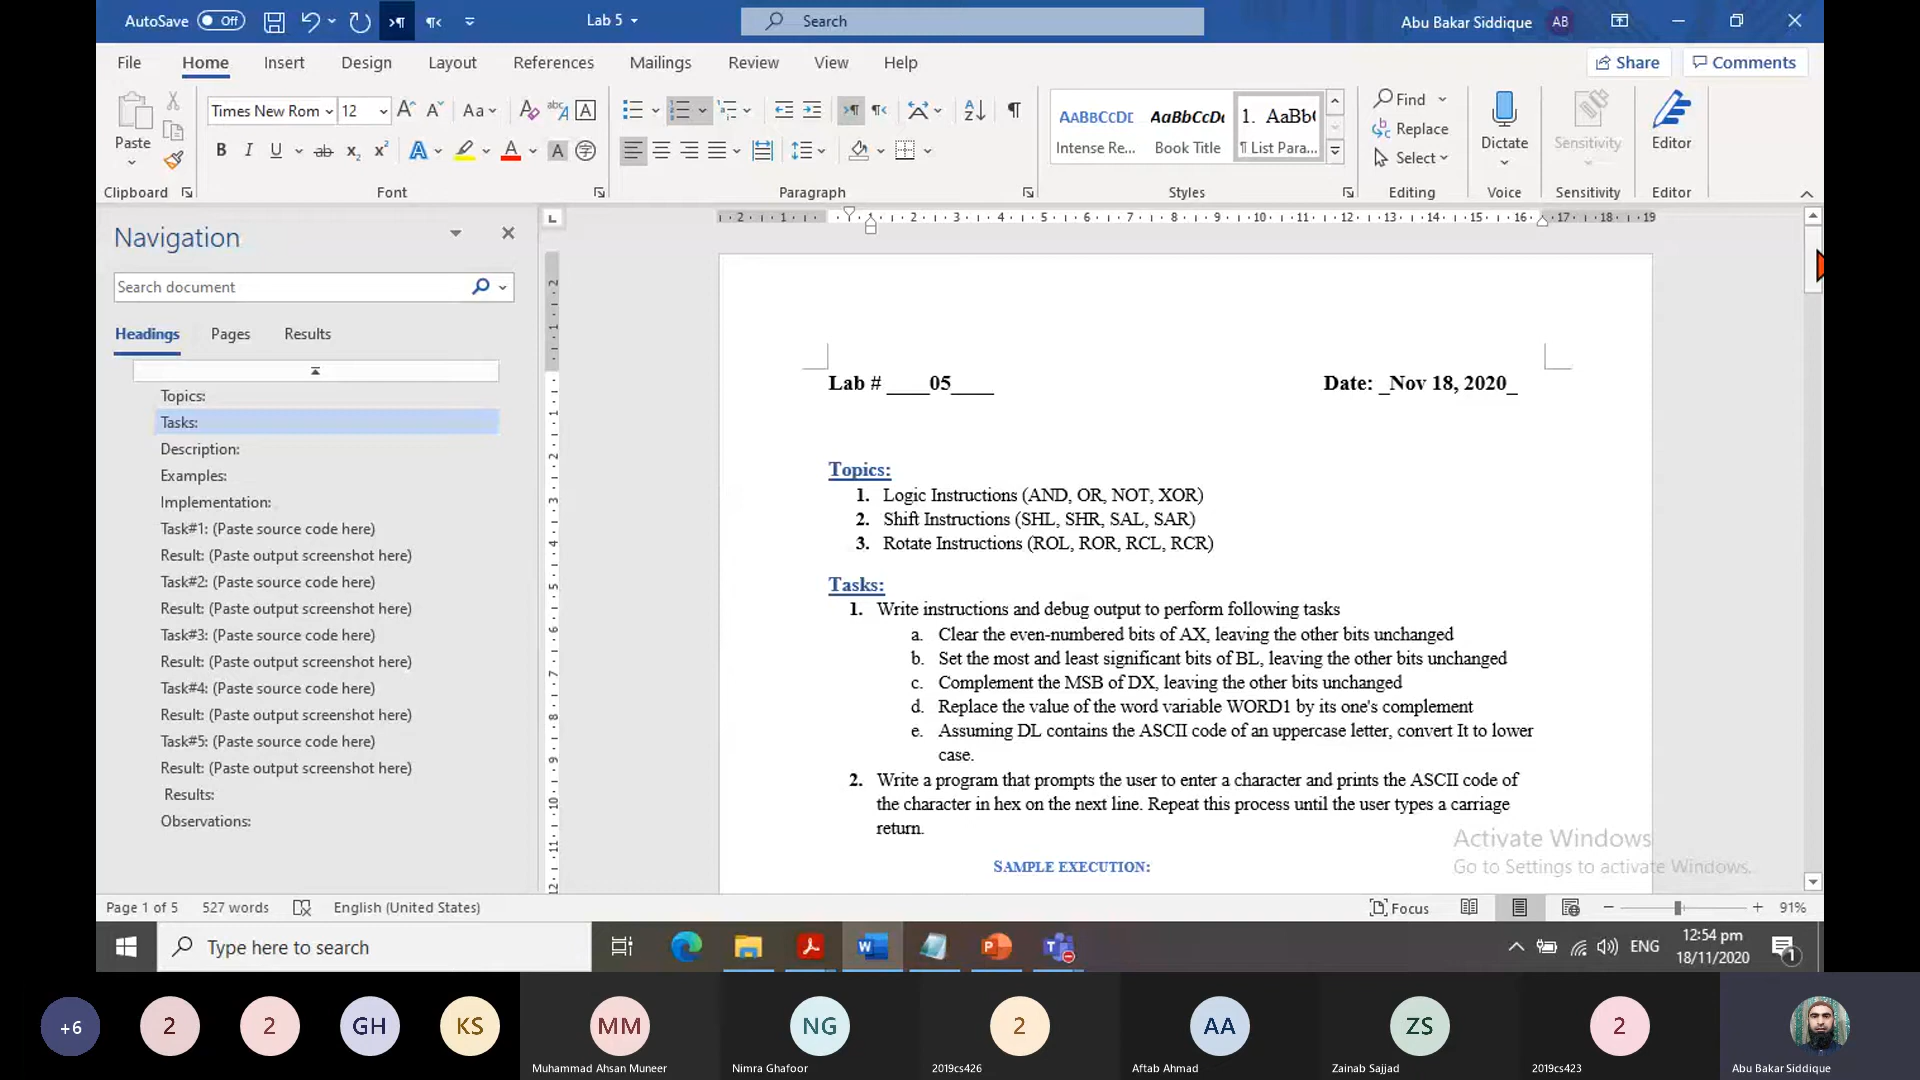 AutoSave Off Lab 5 Search Abu Bakar Siddique AB
File Home Insert Design Layout References Mailings Review View Help Share Comments
Paste Times New Rom 12 Aa
AABBCCDE AaBbCcDc 1. AaBb(
Intense Re... Book Title ¶ List Para...
Find
Replace
Select
Dictate Sensitivity Editor
Clipboard Font Paragraph Styles Editing Voice Sensitivity Editor
Navigation
Search document
Headings Pages Results
Topics:
Tasks:
Description:
Examples:
Implementation:
Task#1: (Paste source code here)
Result: (Paste output screenshot here)
Task#2: (Paste source code here)
Result: (Paste output screenshot here)
Task#3: (Paste source code here)
Result: (Paste output screenshot here)
Task#4: (Paste source code here)
Result: (Paste output screenshot here)
Task#5: (Paste source code here)
Result: (Paste output screenshot here)
Results:
Observations:
Lab # ____05____ Date: _Nov 18, 2020_
Topics:
1. Logic Instructions (AND, OR, NOT, XOR)
2. Shift Instructions (SHL, SHR, SAL, SAR)
3. Rotate Instructions (ROL, ROR, RCL, RCR)
Tasks:
1. Write instructions and debug output to perform following tasks
a. Clear the even-numbered bits of AX, leaving the other bits unchanged
b. Set the most and least significant bits of BL, leaving the other bits unchanged
c. Complement the MSB of DX, leaving the other bits unchanged
d. Replace the value of the word variable WORD1 by its one's complement
e. Assuming DL contains the ASCII code of an uppercase letter, convert It to lower
case.
2. Write a program that prompts the user to enter a character and prints the ASCII code of
the character in hex on the next line. Repeat this process until the user types a carriage
return.
SAMPLE EXECUTION:
Activate Windows
Go to Settings to activate Windows.
Page 1 of 5 527 words English (United States) Focus 91%
Type here to search ENG 12:54 pm
18/11/2020 1
+6 2 2 GH KS MM NG 2 AA ZS 2
Muhammad Ahsan Muneer Nimra Ghafoor 2019cs426 Aftab Ahmad Zainab Sajjad 2019cs423 Abu Bakar Siddique